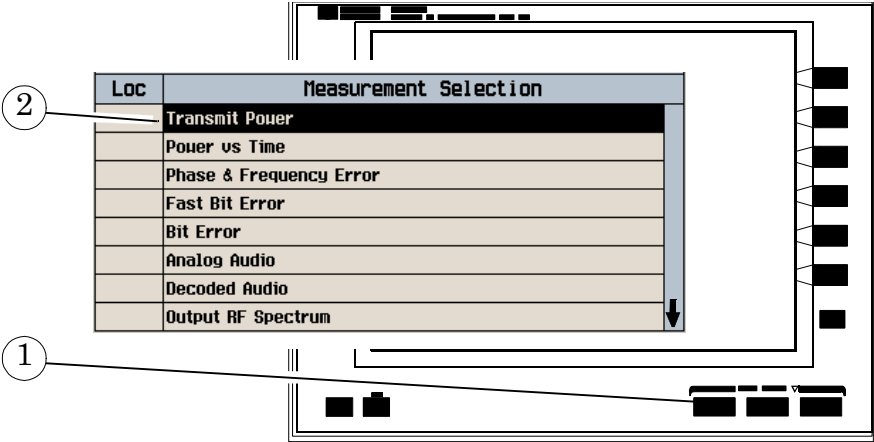 Loc Measurement Selection
2
Transmit Power
Power vs Time
Phase & Frequency Error
Fast Bit Error
Bit Error
Analog Audio
Decoded Audio
Output RF Spectrum
1